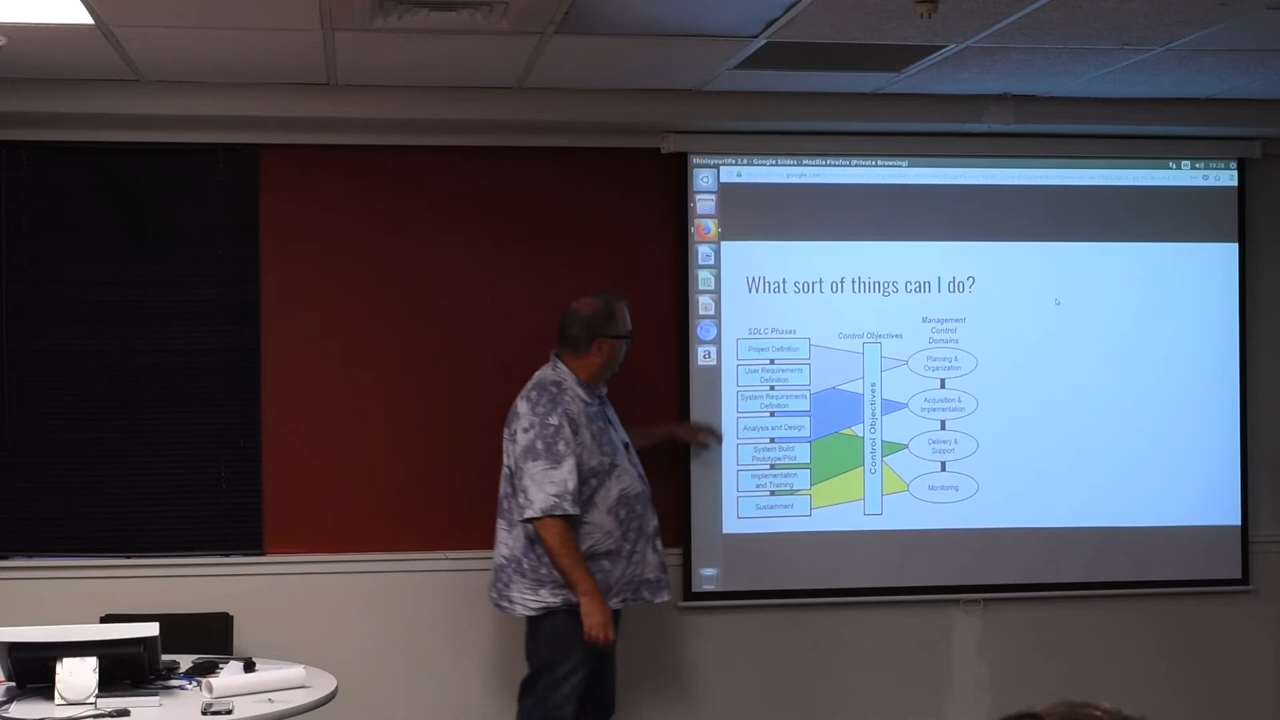 thisisyourlife 2.0 - Google Slides - Mozilla Firefox (Private Browsing)
19:28
What sort of things can I do?
SDLC Phases
Control Objectives
Management
Control
Domains
Project Definition
User Requirements
Definition
System Requirements
Definition
Analysis and Design
System Build/
Prototype/Pilot
Implementation
and Training
Sustainment
Control Objectives
Planning &
Organization
Acquisition &
Implementation
Delivery &
Support
Monitoring